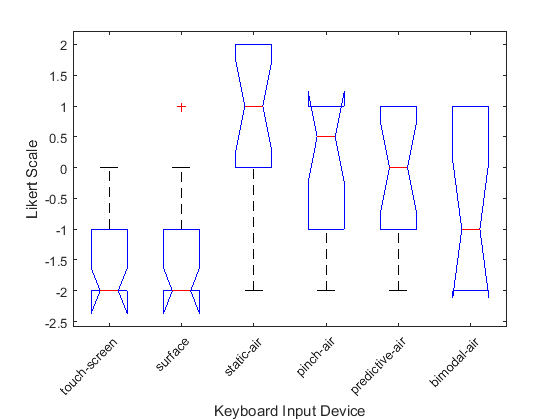 2
1.5
1
0.5
0
-0.5
-1
-1.5
-2
-2.5
Likert Scale
touch-screen
surface
static-air
pinch-air
predictive-air
bimodal-air
Keyboard Input Device